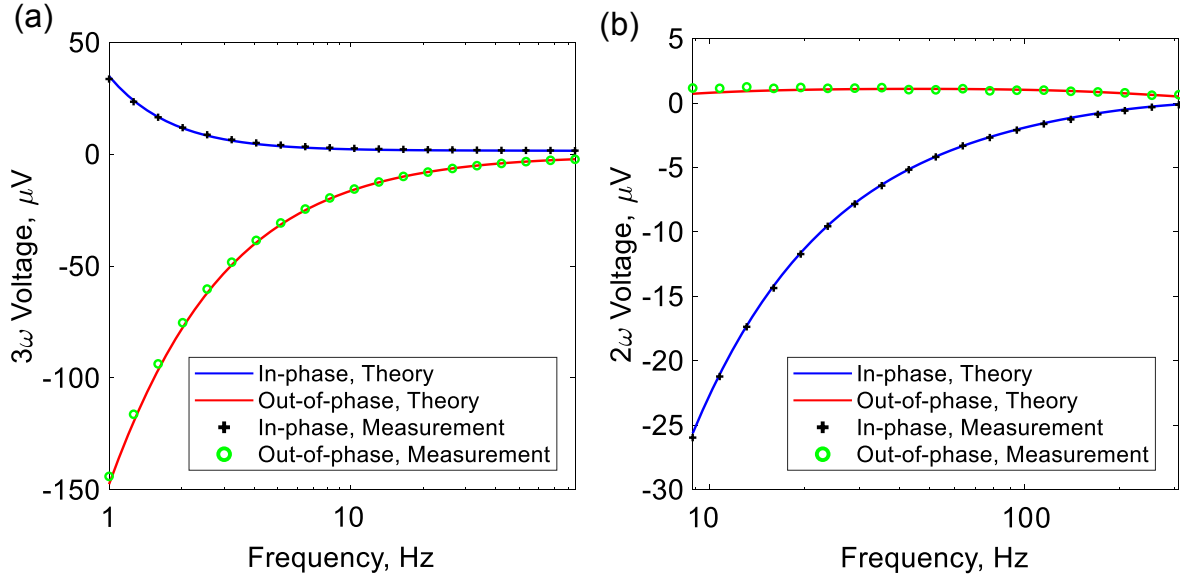 (a)
50
0
-50
-100
-150
3ω Voltage, μV
1
10
Frequency, Hz
In-phase, Theory
Out-of-phase, Theory
In-phase, Measurement
Out-of-phase, Measurement
(b)
5
0
-5
-10
-15
-20
-25
-30
2ω Voltage, μV
10
100
Frequency, Hz
In-phase, Theory
Out-of-phase, Theory
In-phase, Measurement
Out-of-phase, Measurement